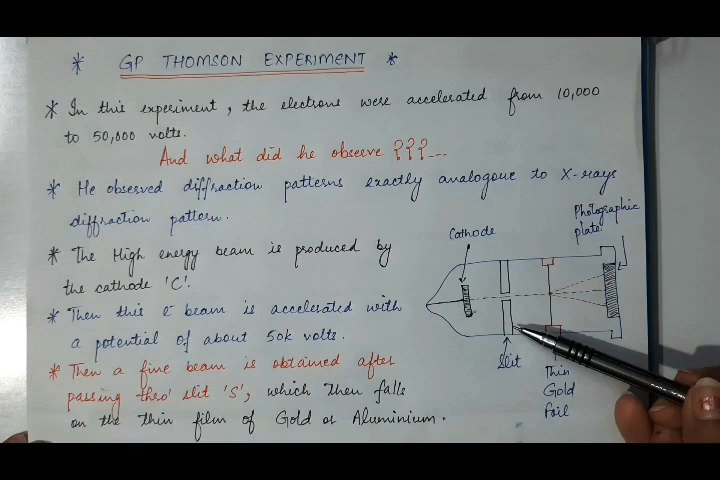 * GP THOMSON EXPERIMENT *
* In this experiment, the electrons were accelerated from 10,000
to 50,000 volts.
And what did he observe ???...
* He observed diffraction patterns exactly analogous to X-rays
diffraction pattern.
* The High energy beam is produced by
the cathode 'C'.
* Then this e⁻ beam is accelerated with
a potential of about 50k volts.
* Then a fine beam is obtained after
passing thro' slit 'S', which then falls
on the thin film of Gold or Aluminium.
Cathode
Photographic
plate
Slit
Thin
Gold
foil